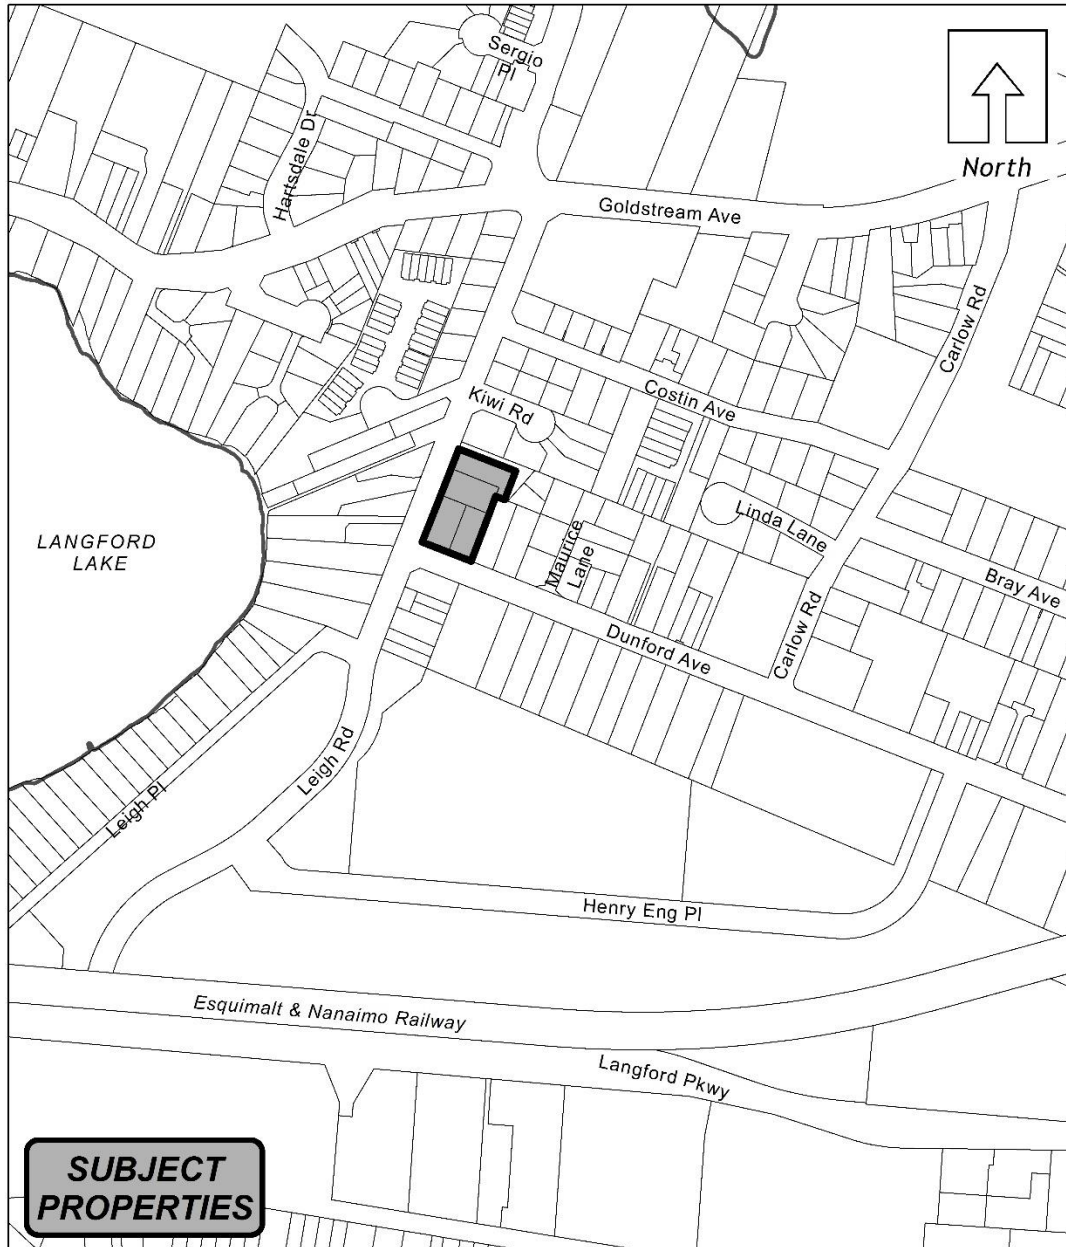 Sergio
Pl
North
Hartsdale Dr
Goldstream Ave
Carlow Rd
Costin Ave
Kiwi Rd
Linda Lane
LANGFORD
LAKE
Maurice
Lane
Bray Ave
Carlow Rd
Dunford Ave
Leigh Rd
Leigh Pl
Henry Eng Pl
Esquimalt & Nanaimo Railway
Langford Pkwy
SUBJECT
PROPERTIES